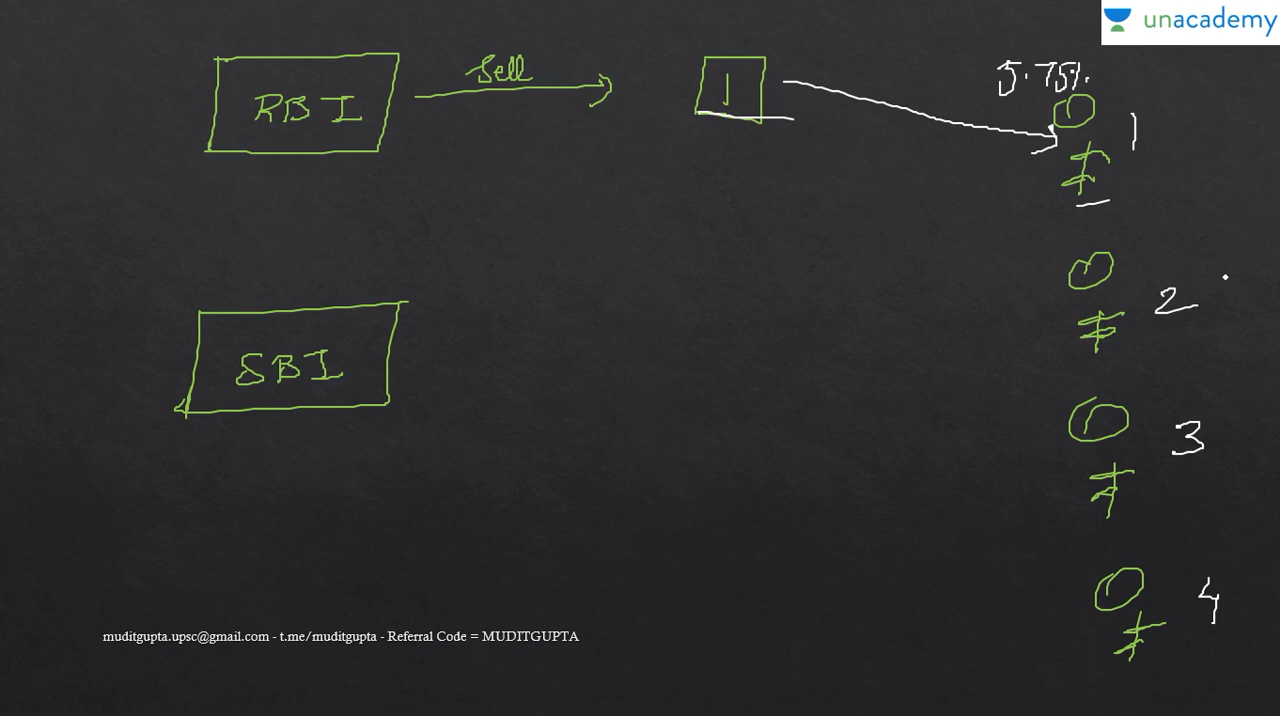 unacademy
RBI
Sell
1
5.75%
1
2
SBI
3
4
muditgupta.upsc@gmail.com - t.me/muditgupta - Referral Code = MUDITGUPTA